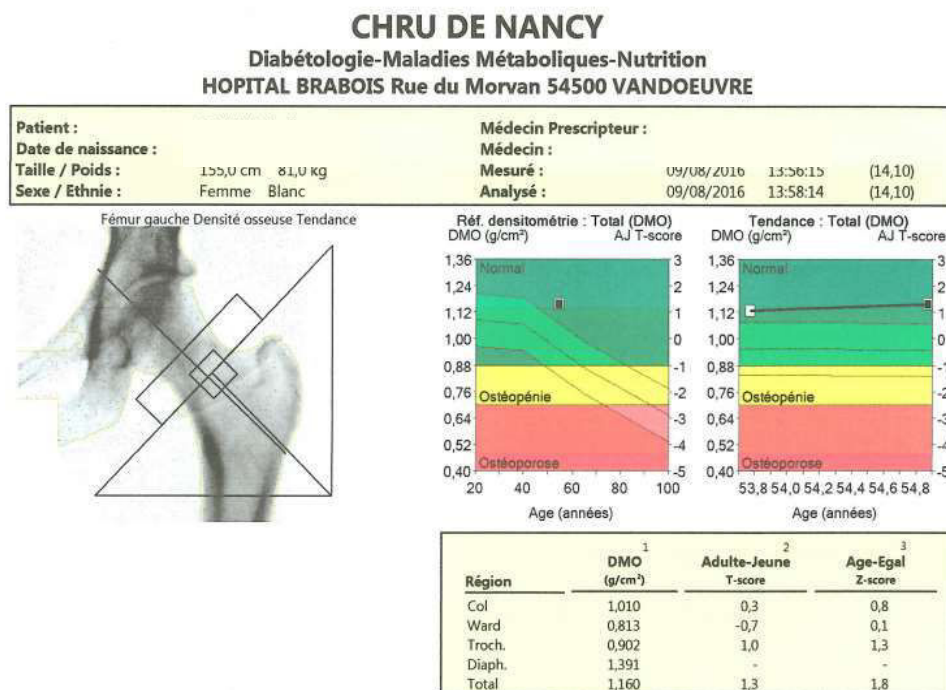 CHRU DE NANCY
Diabétologie-Maladies Métaboliques-Nutrition
HOPITAL BRABOIS Rue du Morvan 54500 VANDOEUVRE
Patient :
Date de naissance :
Taille / Poids : 155,0 cm 81,0 kg
Sexe / Ethnie : Femme Blanc
Médecin Prescripteur :
Médecin :
Mesuré : 09/08/2016 13:56:15 (14,10)
Analysé : 09/08/2016 13:58:14 (14,10)
Fémur gauche Densité osseuse Tendance
Réf. densitométrie : Total (DMO)
DMO (g/cm²) AJ T-score
1,36 3
Normal
1,24 2
1,12 1
1,00 0
0,88 -1
0,76 -2
Ostéopénie
0,64 -3
0,52 -4
Ostéoporose
0,40 -5
20 40 60 80 100
Age (années)
Tendance : Total (DMO)
DMO (g/cm²) AJ T-score
1,36 3
Normal
1,24 2
1,12 1
1,00 0
0,88 -1
0,76 -2
Ostéopénie
0,64 -3
0,52 -4
Ostéoporose
0,40 -5
53,8 54,0 54,2 54,4 54,6 54,8
Age (années)
1 2 3
DMO Adulte-Jeune Age-Egal
Région (g/cm²) T-score Z-score
Col 1,010 0,3 0,8
Ward 0,813 -0,7 0,1
Troch. 0,902 1,0 1,3
Diaph. 1,391 - -
Total 1,160 1,3 1,8